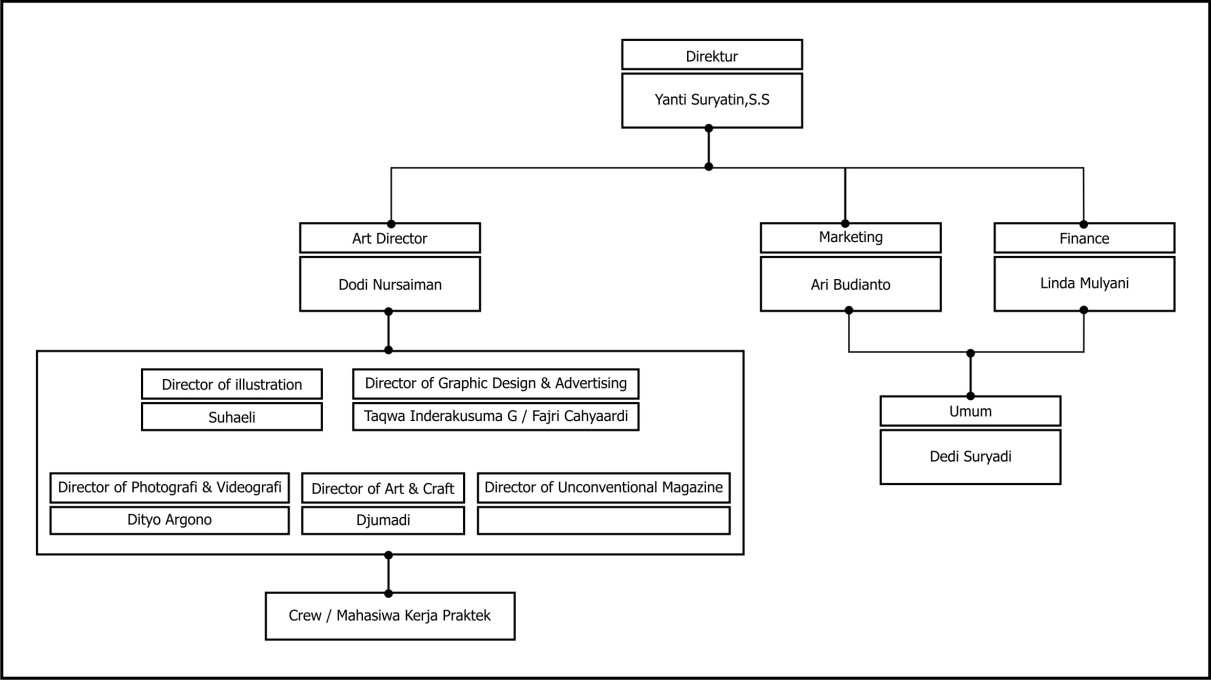 Direktur
Yanti Suryatin,S.S
Art Director
Dodi Nursaiman
Marketing
Ari Budianto
Finance
Linda Mulyani
Director of illustration
Suhaeli
Director of Graphic Design & Advertising
Taqwa Inderakusuma G / Fajri Cahyaardi
Director of Photografi & Videografi
Dityo Argono
Director of Art & Craft
Djumadi
Director of Unconventional Magazine
Umum
Dedi Suryadi
Crew / Mahasiwa Kerja Praktek